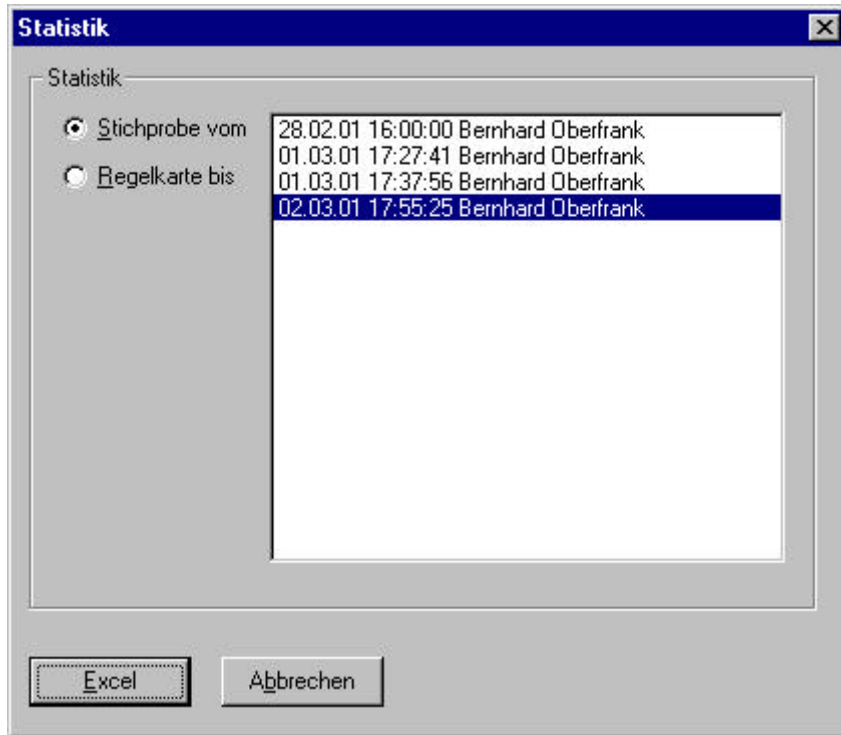 Statistik
Statistik
Stichprobe vom
Regelkarte bis
28.02.01 16:00:00 Bernhard Oberfrank
01.03.01 17:27:41 Bernhard Oberfrank
01.03.01 17:37:56 Bernhard Oberfrank
02.03.01 17:55:25 Bernhard Oberfrank
Excel
Abbrechen